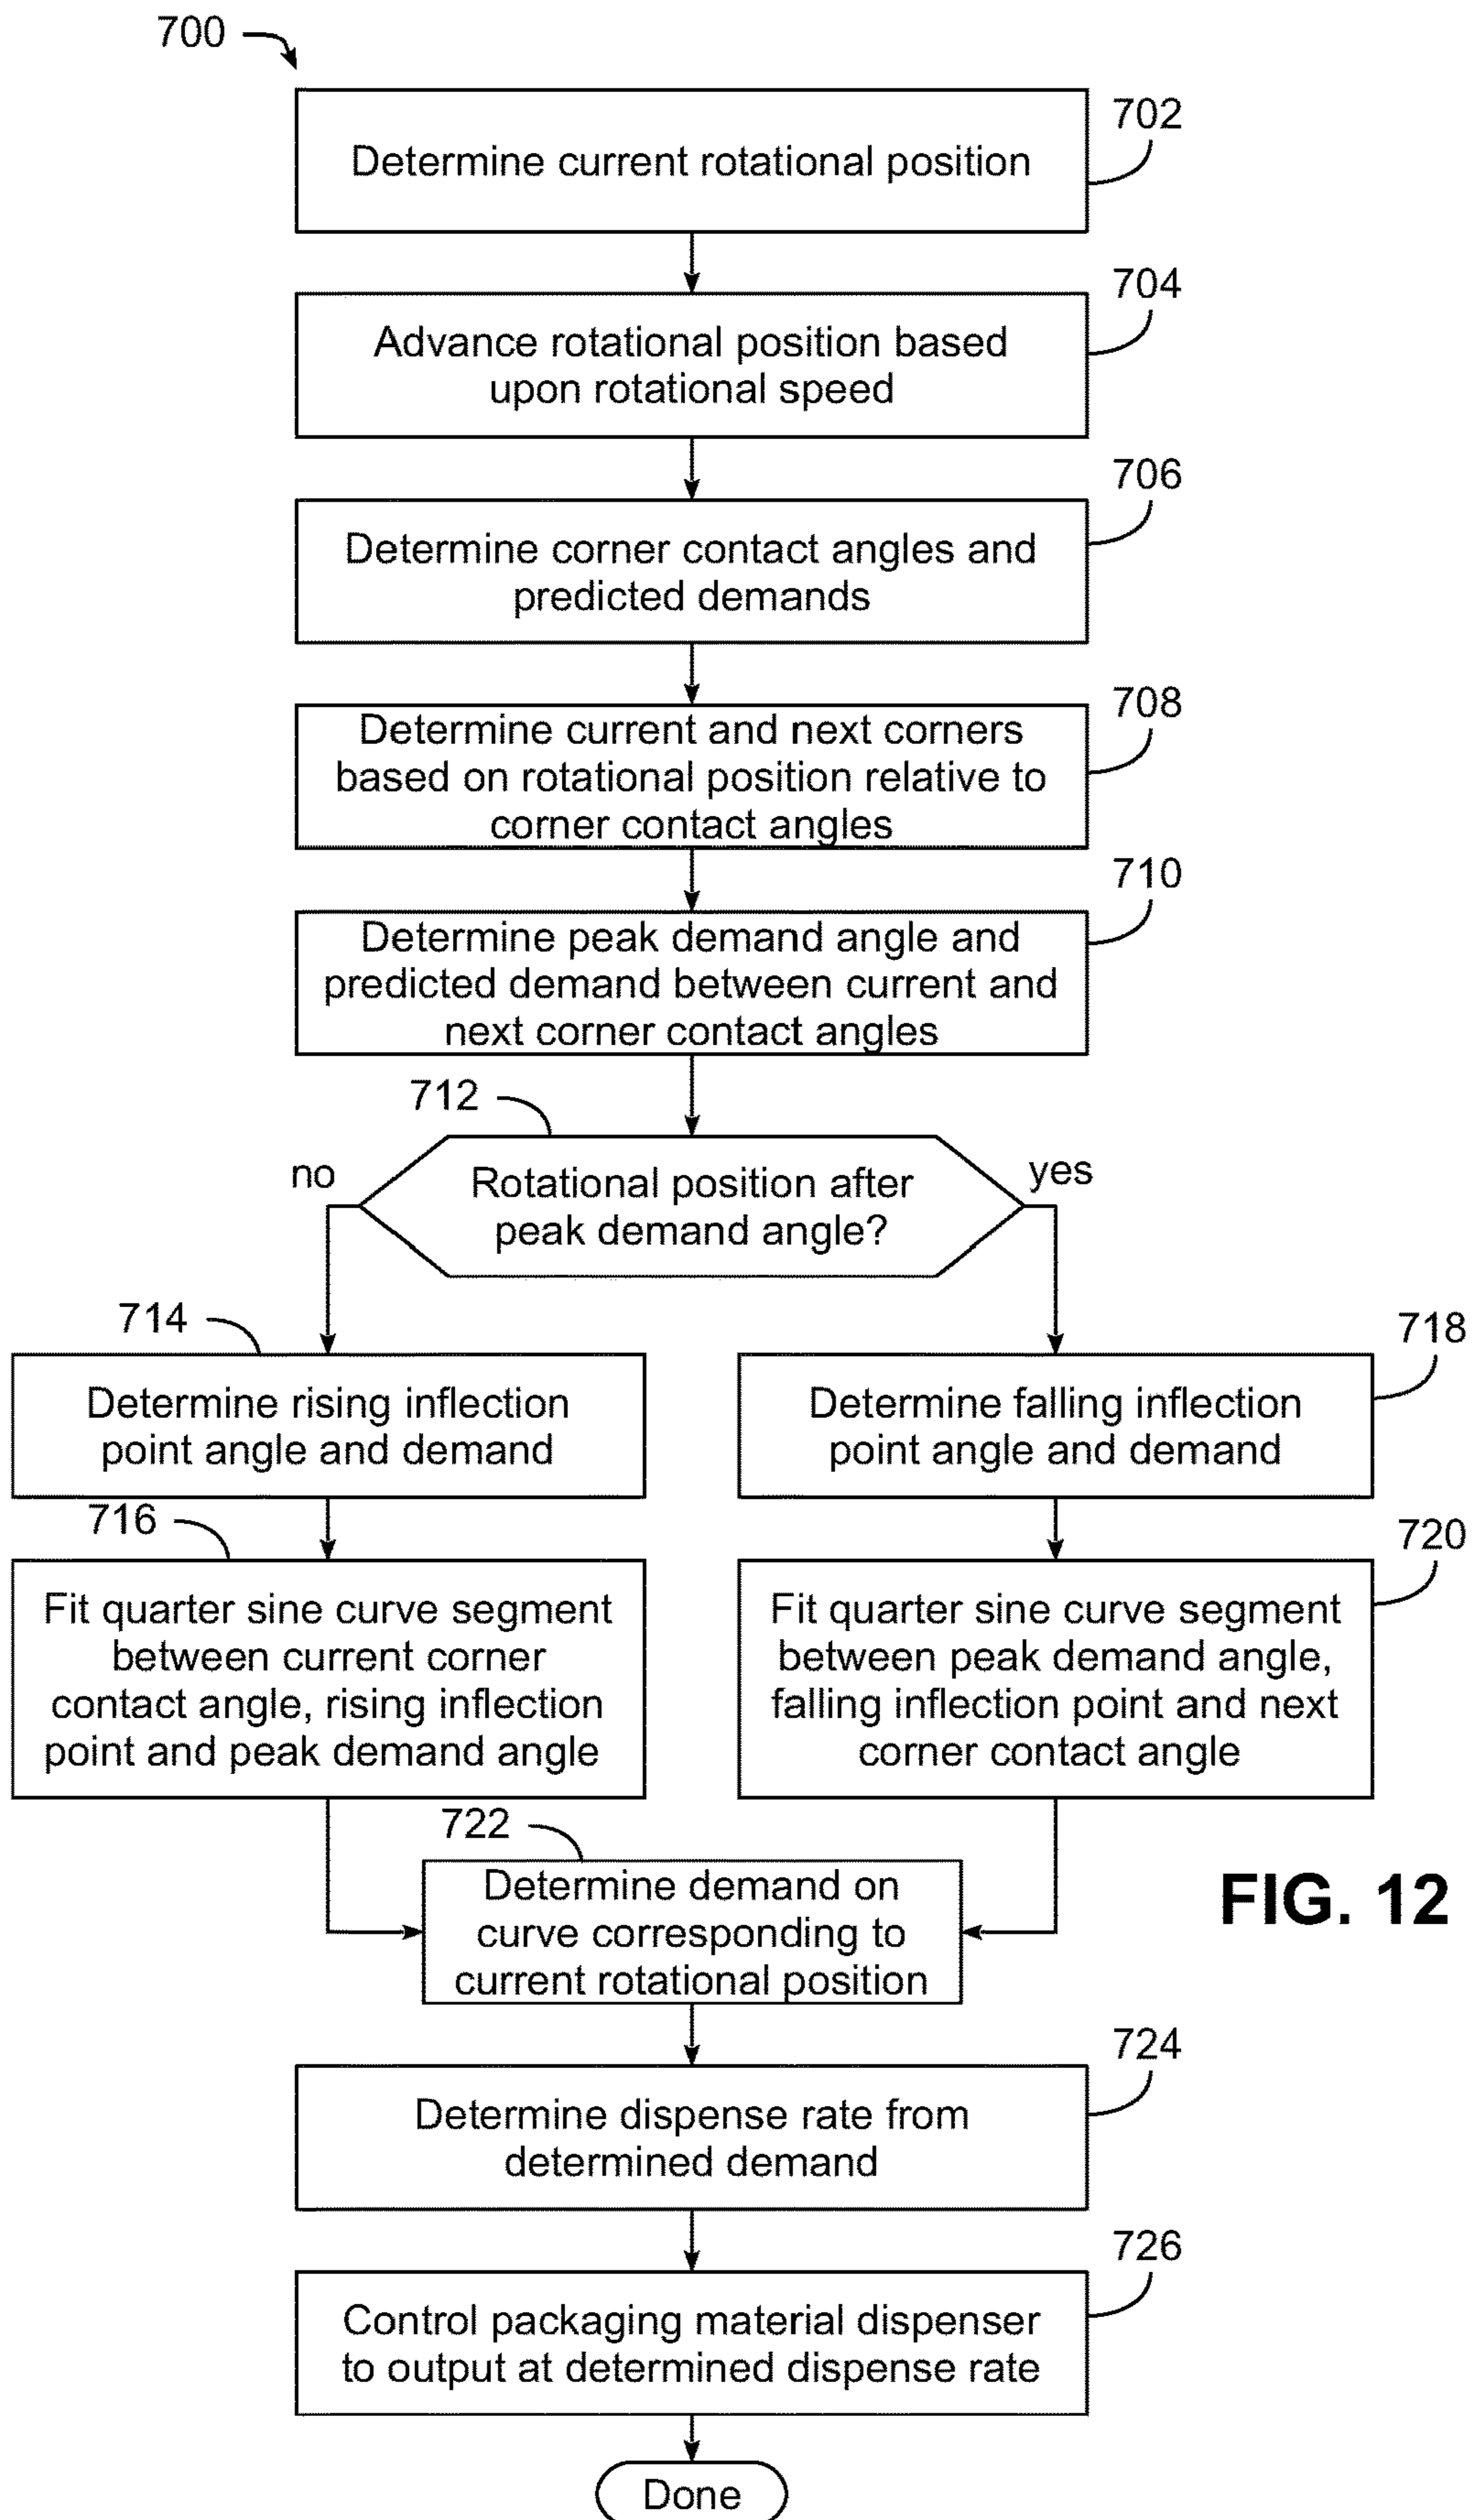 700
702
Determine current rotational position
704
Advance rotational position based
upon rotational speed
706
Determine corner contact angles and
predicted demands
708
Determine current and next corners
based on rotational position relative to
corner contact angles
710
Determine peak demand angle and
predicted demand between current and
next corner contact angles
712
no
yes
Rotational position after
peak demand angle?
714
Determine rising inflection
point angle and demand
718
Determine falling inflection
point angle and demand
716
Fit quarter sine curve segment
between current corner
contact angle, rising inflection
point and peak demand angle
720
Fit quarter sine curve segment
between peak demand angle,
falling inflection point and next
corner contact angle
722
Determine demand on
curve corresponding to
current rotational position
FIG. 12
724
Determine dispense rate from
determined demand
726
Control packaging material dispenser
to output at determined dispense rate
Done